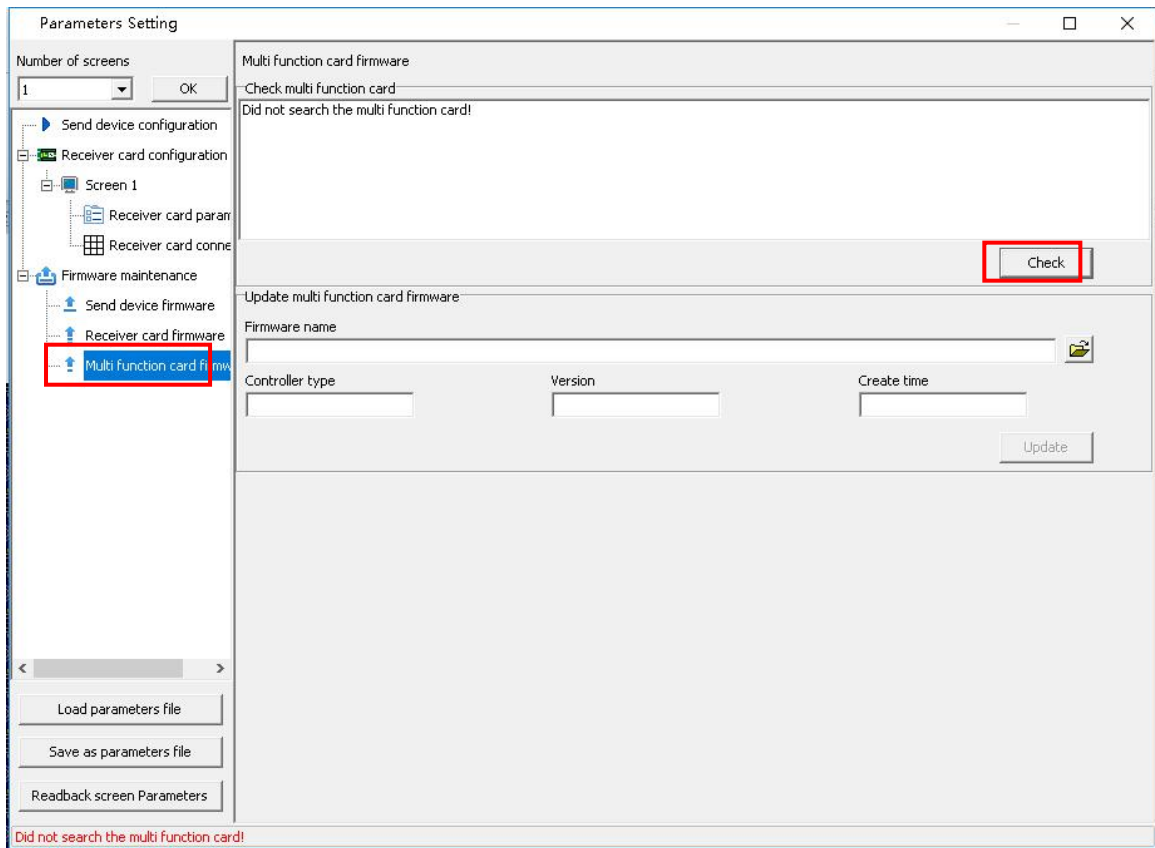 Parameters Setting
Number of screens
1
OK
Send device configuration
Receiver card configuration
Screen 1
Receiver card param
Receiver card conne
Firmware maintenance
Send device firmware
Receiver card firmware
Multi function card firmw
Load parameters file
Save as parameters file
Readback screen Parameters
Multi function card firmware
Check multi function card
Did not search the multi function card!
Check
Update multi function card firmware
Firmware name
Controller type Version Create time
Update
Did not search the multi function card!